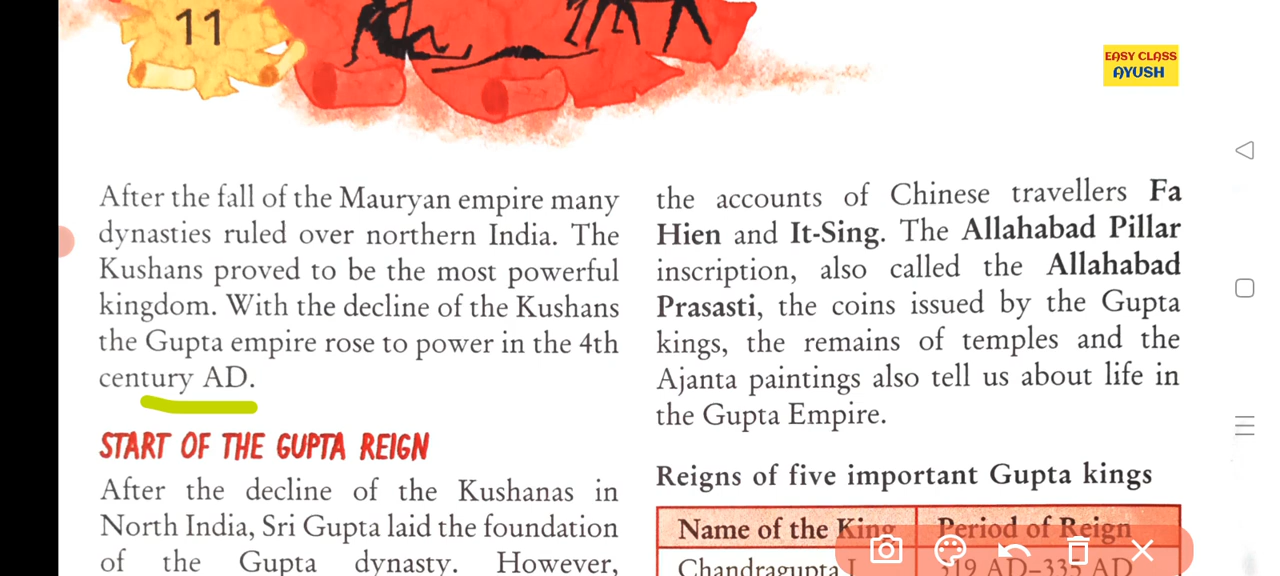 11
EASY CLASS
AYUSH
After the fall of the Mauryan empire many
dynasties ruled over northern India. The
Kushans proved to be the most powerful
kingdom. With the decline of the Kushans
the Gupta empire rose to power in the 4th
century AD.
START OF THE GUPTA REIGN
After the decline of the Kushanas in
North India, Sri Gupta laid the foundation
of the Gupta dynasty. However,
the accounts of Chinese travellers Fa
Hien and It-Sing. The Allahabad Pillar
inscription, also called the Allahabad
Prasasti, the coins issued by the Gupta
kings, the remains of temples and the
Ajanta paintings also tell us about life in
the Gupta Empire.
Reigns of five important Gupta kings
Name of the King Period of Reign
Chandragupta I 319 AD–335 AD